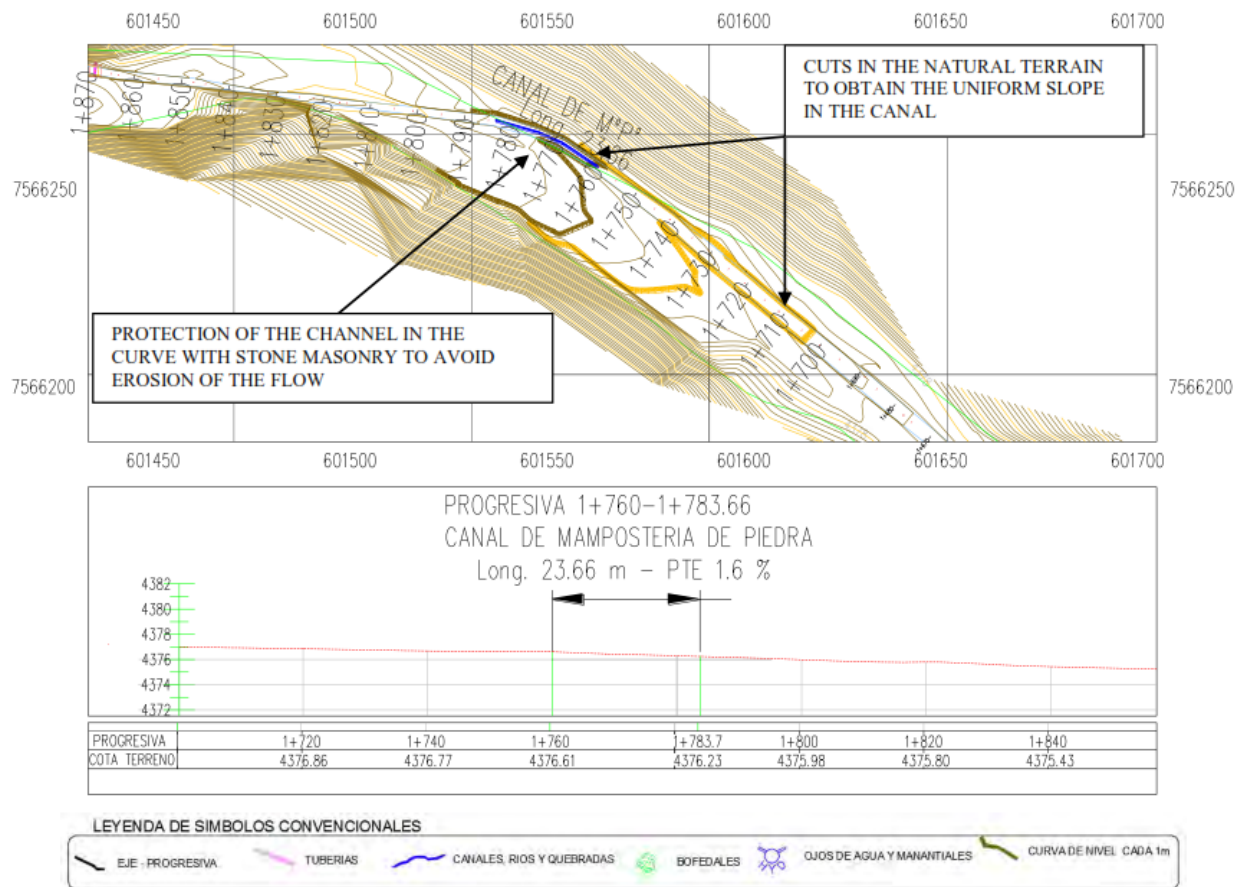 601450 601500 601550 601600 601650 601700
CUTS IN THE NATURAL TERRAIN
TO OBTAIN THE UNIFORM SLOPE
IN THE CANAL
CANAL DE MºPº
Long. 23.66
1+870
1+860
1+850
1+840
1+830
1+800
1+790
1+780
1+770
1+760
1+750
1+740
1+730
1+720
1+710
1+700
7566250 7566250
PROTECTION OF THE CHANNEL IN THE
CURVE WITH STONE MASONRY TO AVOID
EROSION OF THE FLOW
7566200 7566200
601450 601500 601550 601600 601650 601700
PROGRESIVA 1+760-1+783.66
CANAL DE MAMPOSTERIA DE PIEDRA
Long. 23.66 m - PTE 1.6 %
4382
4380
4378
4376
4374
4372
PROGRESIVA 1+720 1+740 1+760 1+783.7 1+800 1+820 1+840
COTA TERRENO 4376.86 4376.77 4376.61 4376.23 4375.98 4375.80 4375.43
LEYENDA DE SIMBOLOS CONVENCIONALES
EJE - PROGRESIVA TUBERIAS CANALES, RIOS Y QUEBRADAS BOFEDALES OJOS DE AGUA Y MANANTIALES CURVA DE NIVEL CADA 1m